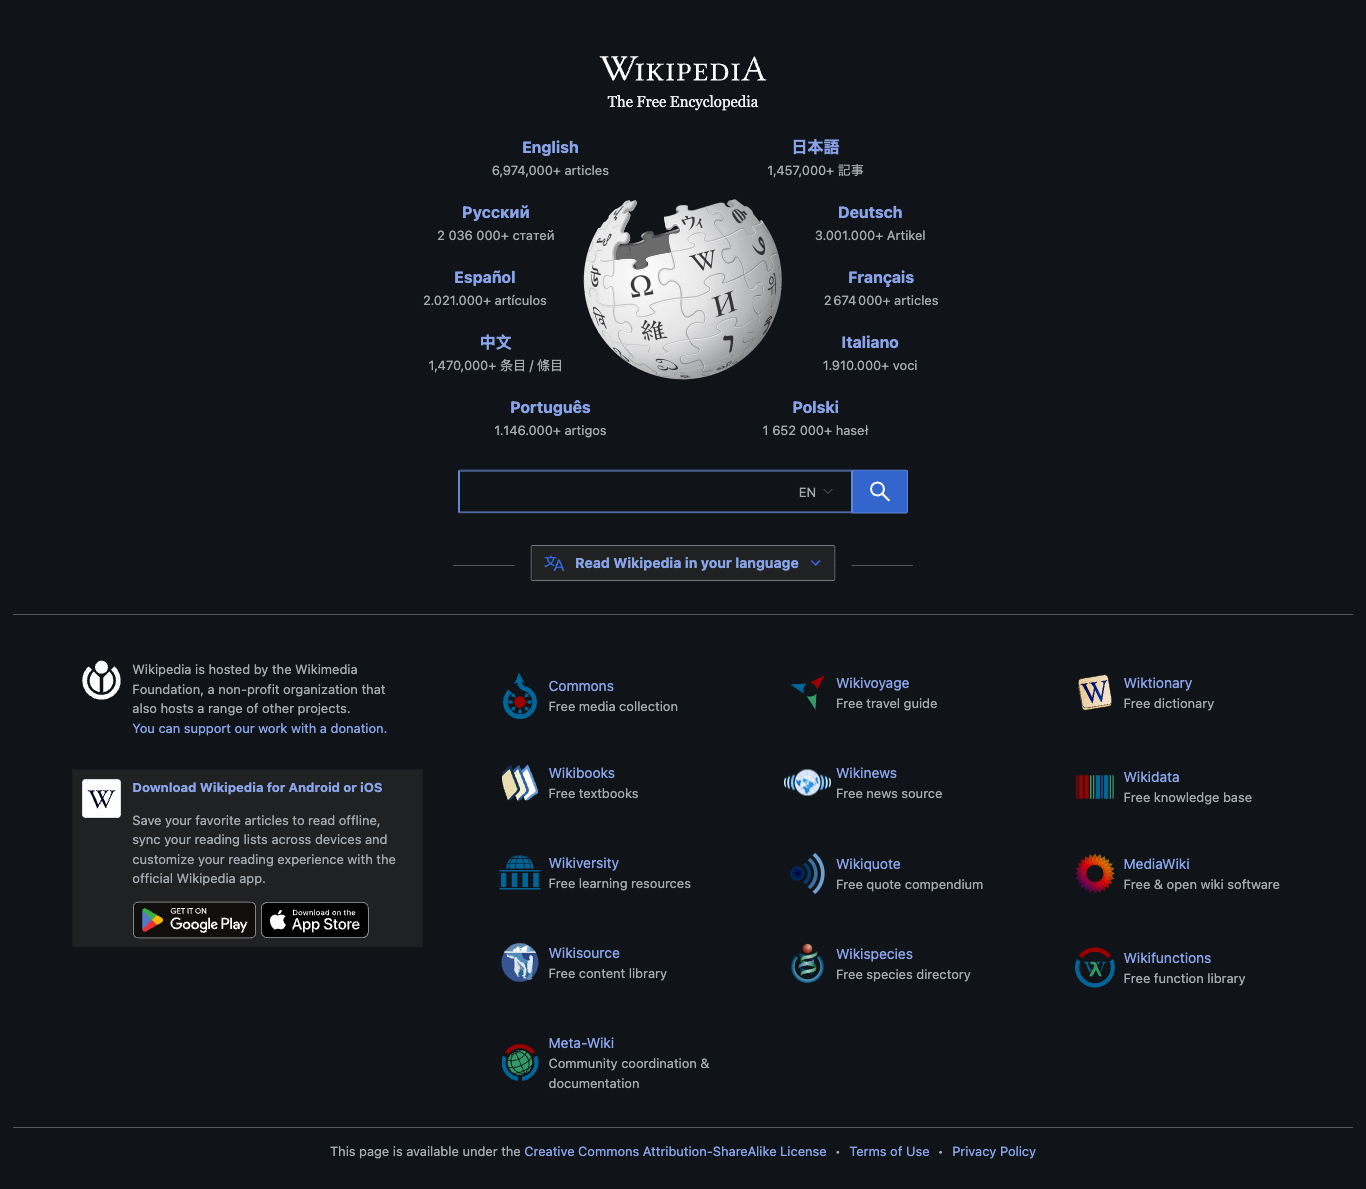 WIKIPEDIA
The Free Encyclopedia
English
6,974,000+ articles
日本語
1,457,000+ 記事
Русский
2 036 000+ статей
Deutsch
3.001.000+ Artikel
Español
2.021.000+ artículos
Français
2 674 000+ articles
中文
1,470,000+ 条目 / 條目
Italiano
1.910.000+ voci
Português
1.146.000+ artigos
Polski
1 652 000+ haseł
Ω
W
И
維
ウィ
EN
Read Wikipedia in your language
Wikipedia is hosted by the Wikimedia
Foundation, a non-profit organization that
also hosts a range of other projects.
You can support our work with a donation.
W
Download Wikipedia for Android or iOS
Save your favorite articles to read offline,
sync your reading lists across devices and
customize your reading experience with the
official Wikipedia app.
GET IT ON
Google Play
Download on the
App Store
Commons
Free media collection
Wikivoyage
Free travel guide
W
Wiktionary
Free dictionary
Wikibooks
Free textbooks
Wikinews
Free news source
Wikidata
Free knowledge base
Wikiversity
Free learning resources
Wikiquote
Free quote compendium
MediaWiki
Free & open wiki software
Wikisource
Free content library
Wikispecies
Free species directory
Wikifunctions
Free function library
Meta-Wiki
Community coordination &
documentation
This page is available under the Creative Commons Attribution-ShareAlike License • Terms of Use • Privacy Policy